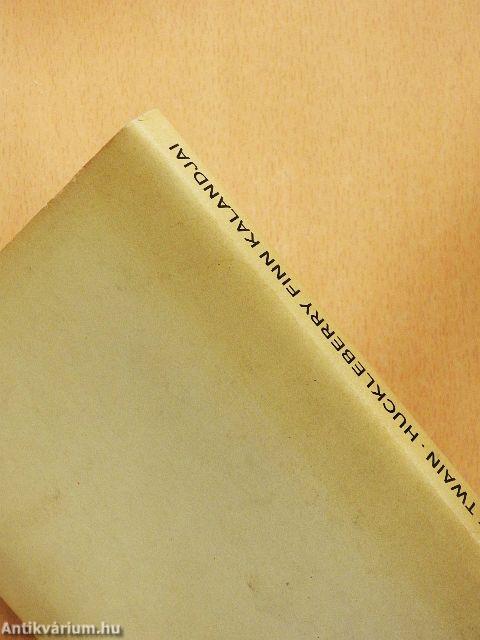 TWAIN · HUCKLEBERRY FINN KALANDJAI
Antikvárium.hu